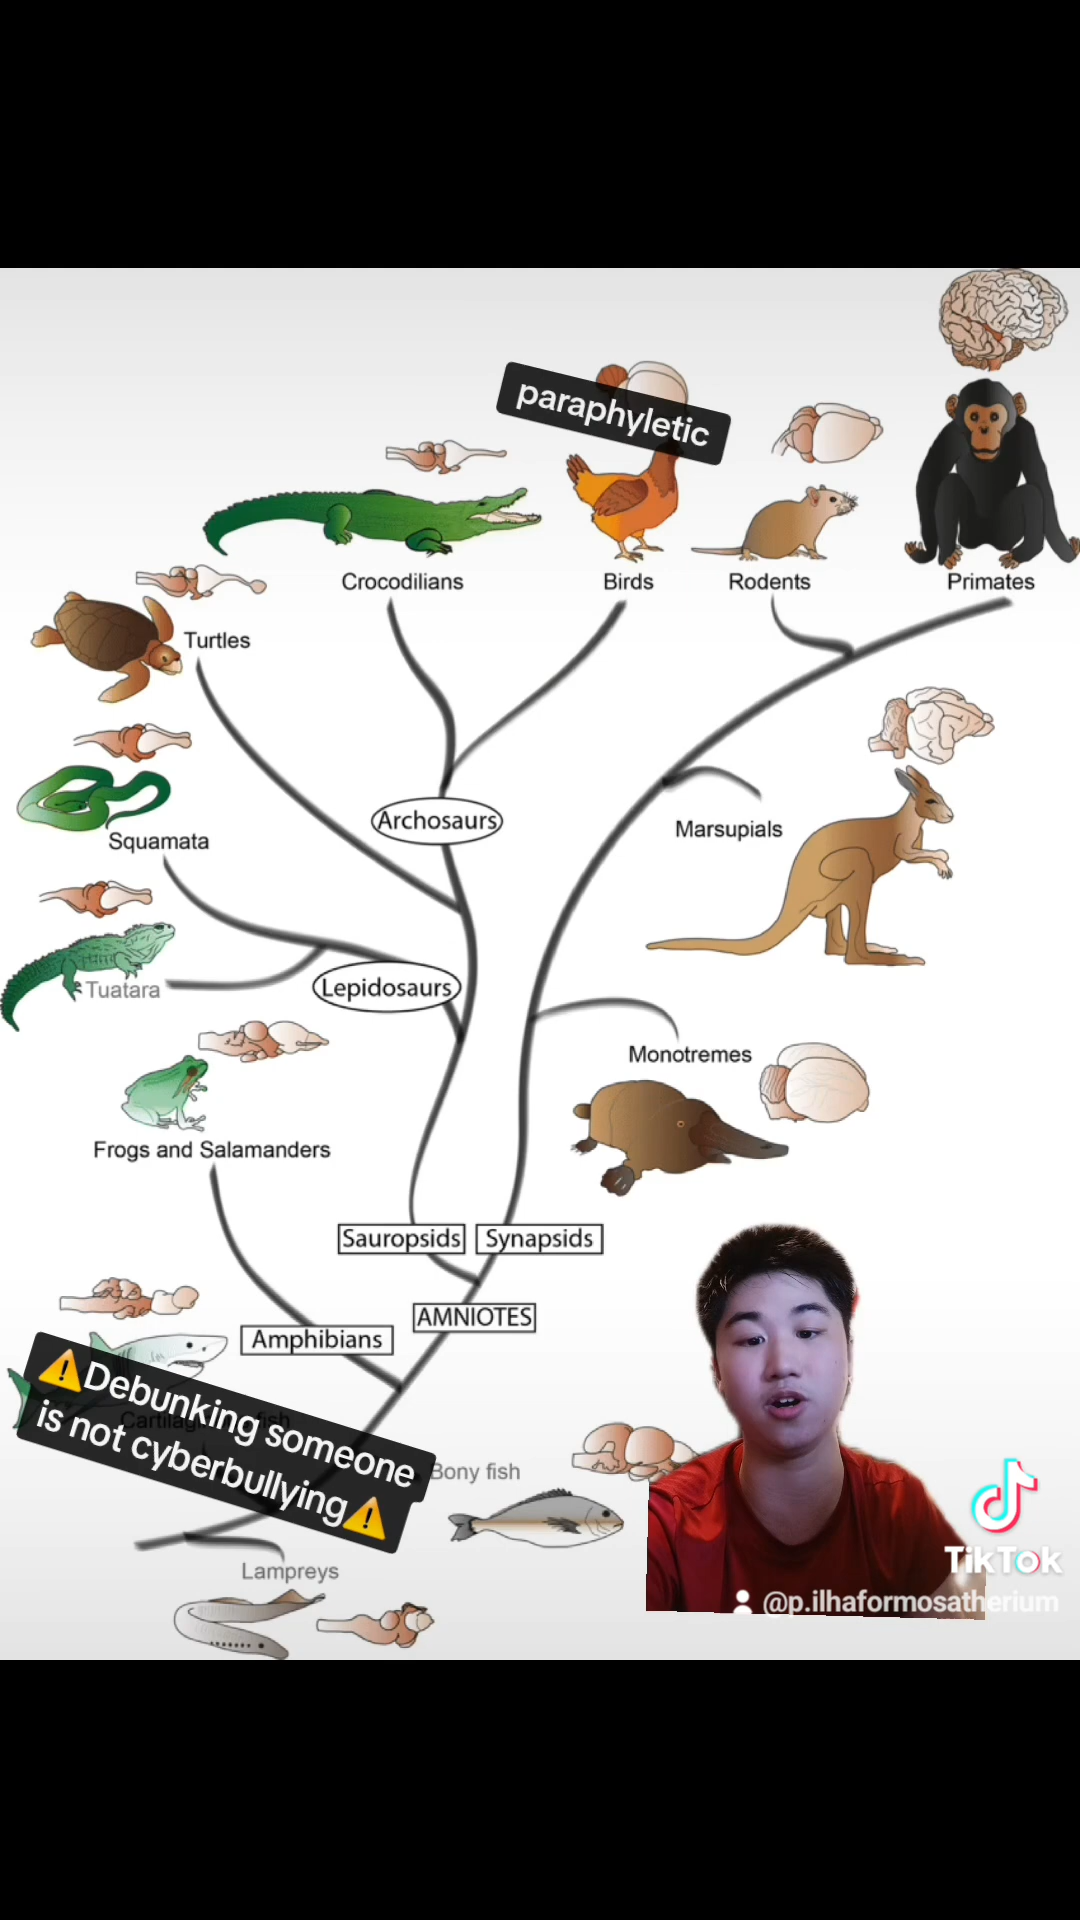 paraphyletic
Crocodilians
Birds
Rodents
Primates
Turtles
Archosaurs
Marsupials
Squamata
Tuatara
Lepidosaurs
Monotremes
Frogs and Salamanders
Sauropsids
Synapsids
AMNIOTES
Amphibians
⚠️Debunking someone
is not cyberbullying⚠️
Bony fish
Lampreys
TikTok
@p.ilhaformosatherium